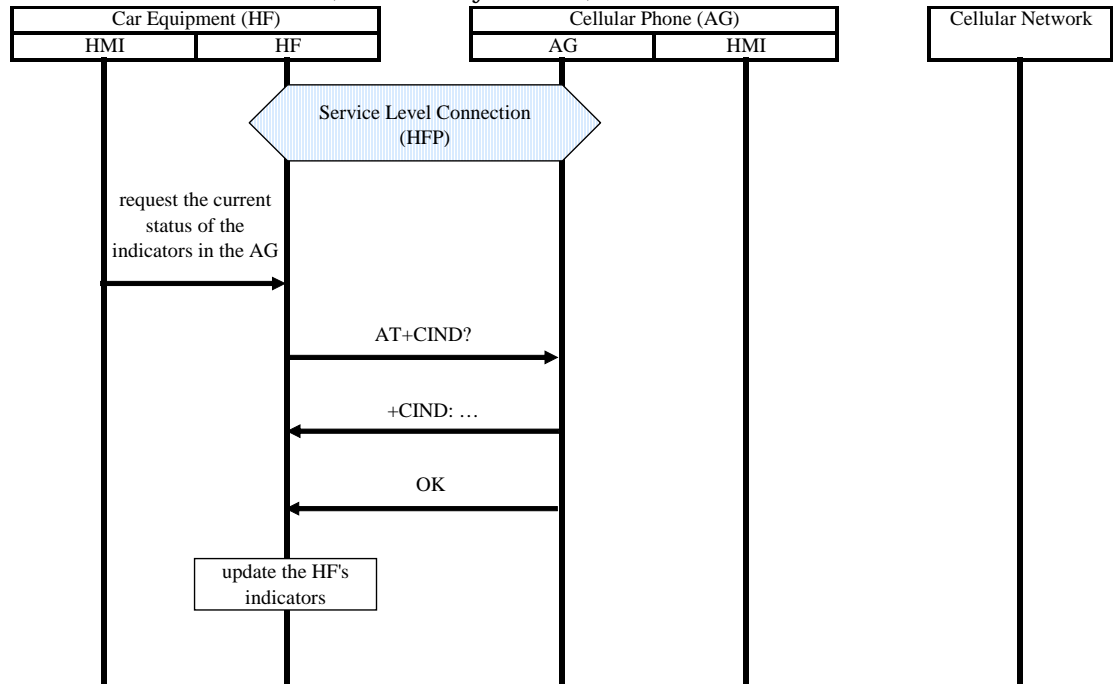 Car Equipment (HF)
Cellular Phone (AG)
Cellular Network
HMI
HF
AG
HMI
Service Level Connection
(HFP)
request the current
status of the
indicators in the AG
AT+CIND?
+CIND: …
OK
update the HF's
indicators